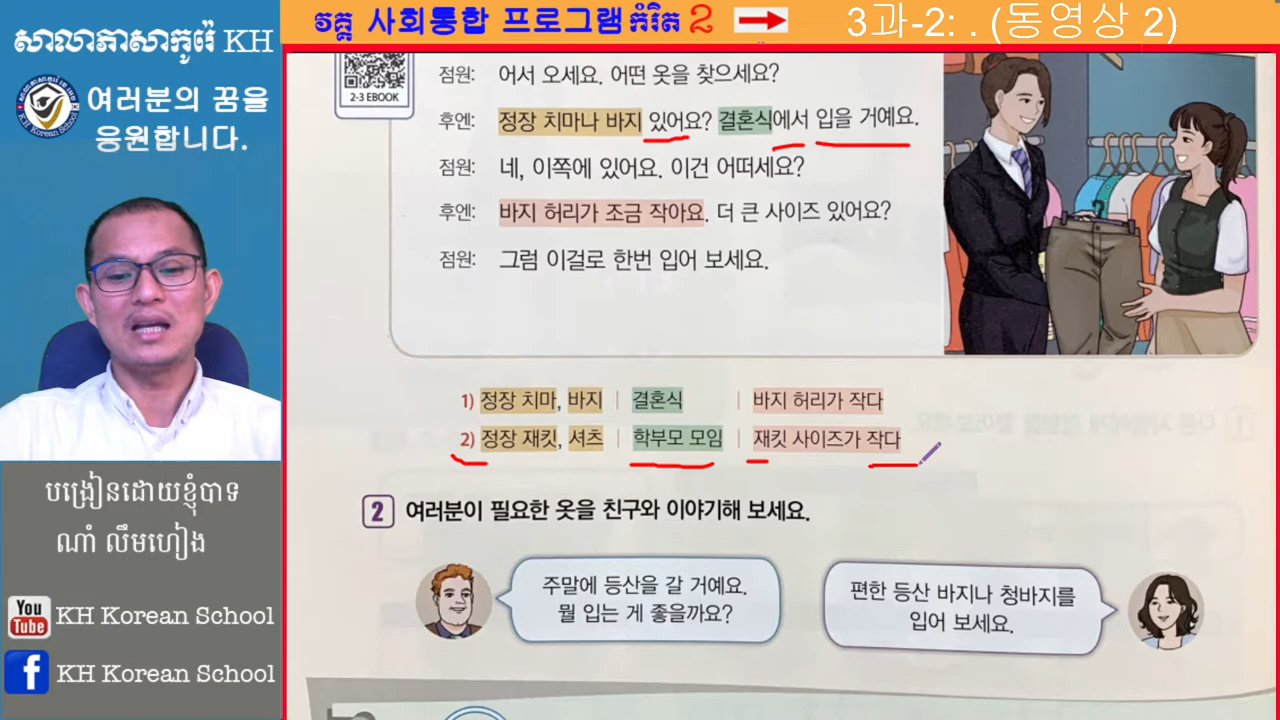 សាលាភាសាកូរ៉េ KH
여러분의 꿈을
응원합니다.
វគ្គ 사회통합 프로그램 កំរិត 2
3과-2: . (동영상 2)
2-3 EBOOK
점원: 어서 오세요. 어떤 옷을 찾으세요?
후엔: 정장 치마나 바지 있어요? 결혼식에서 입을 거예요.
점원: 네, 이쪽에 있어요. 이건 어떠세요?
후엔: 바지 허리가 조금 작아요. 더 큰 사이즈 있어요?
점원: 그럼 이걸로 한번 입어 보세요.
1) 정장 치마, 바지 | 결혼식 | 바지 허리가 작다
2) 정장 재킷, 셔츠 | 학부모 모임 | 재킷 사이즈가 작다
2 여러분이 필요한 옷을 친구와 이야기해 보세요.
주말에 등산을 갈 거예요.
뭘 입는 게 좋을까요?
편한 등산 바지나 청바지를
입어 보세요.
បង្រៀនដោយខ្ញុំបាទ
ណាំ លឹមហៀង
You Tube KH Korean School
f KH Korean School